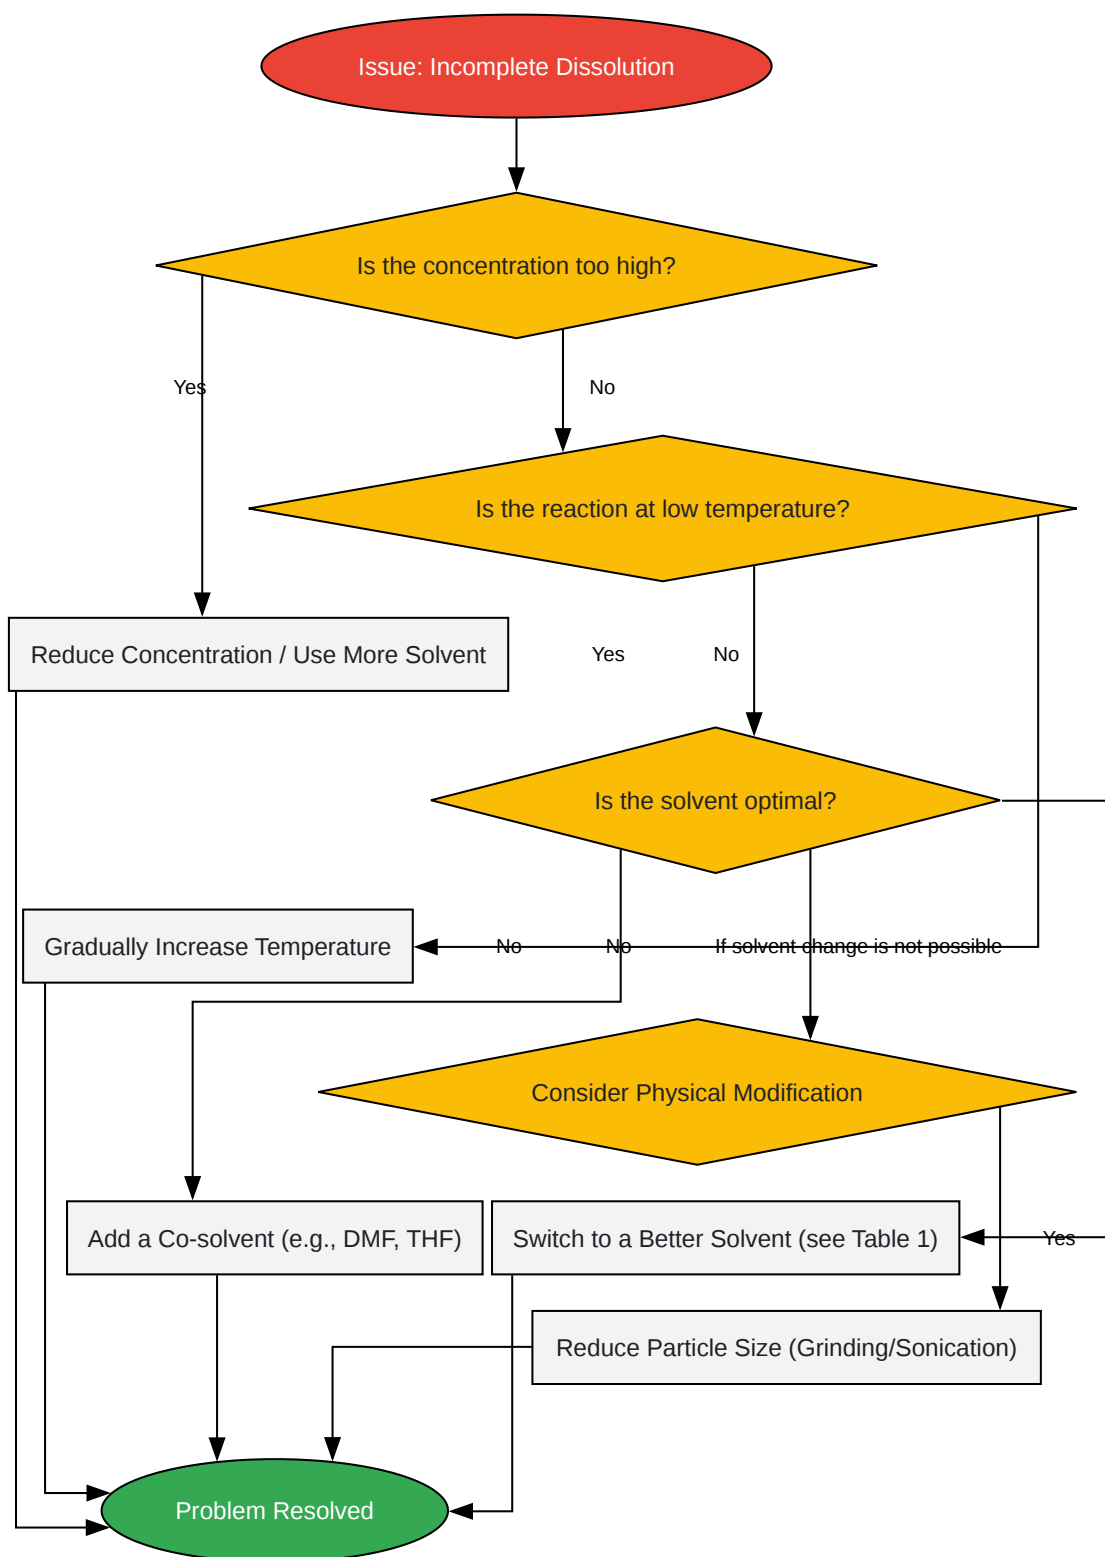 Issue: Incomplete Dissolution
Is the concentration too high?
Yes
No
Is the reaction at low temperature?
Reduce Concentration / Use More Solvent
Yes
No
Is the solvent optimal?
Gradually Increase Temperature
No
No
If solvent change is not possible
Consider Physical Modification
Add a Co-solvent (e.g., DMF, THF)
Switch to a Better Solvent (see Table 1)
Yes
Reduce Particle Size (Grinding/Sonication)
Problem Resolved